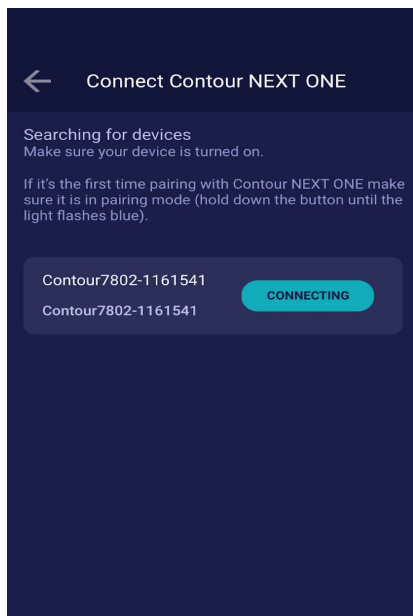 Connect Contour NEXT ONE
Searching for devices
Make sure your device is turned on.
If it's the first time pairing with Contour NEXT ONE make
sure it is in pairing mode (hold down the button until the
light flashes blue).
Contour7802-1161541
CONNECTING
Contour7802-1161541